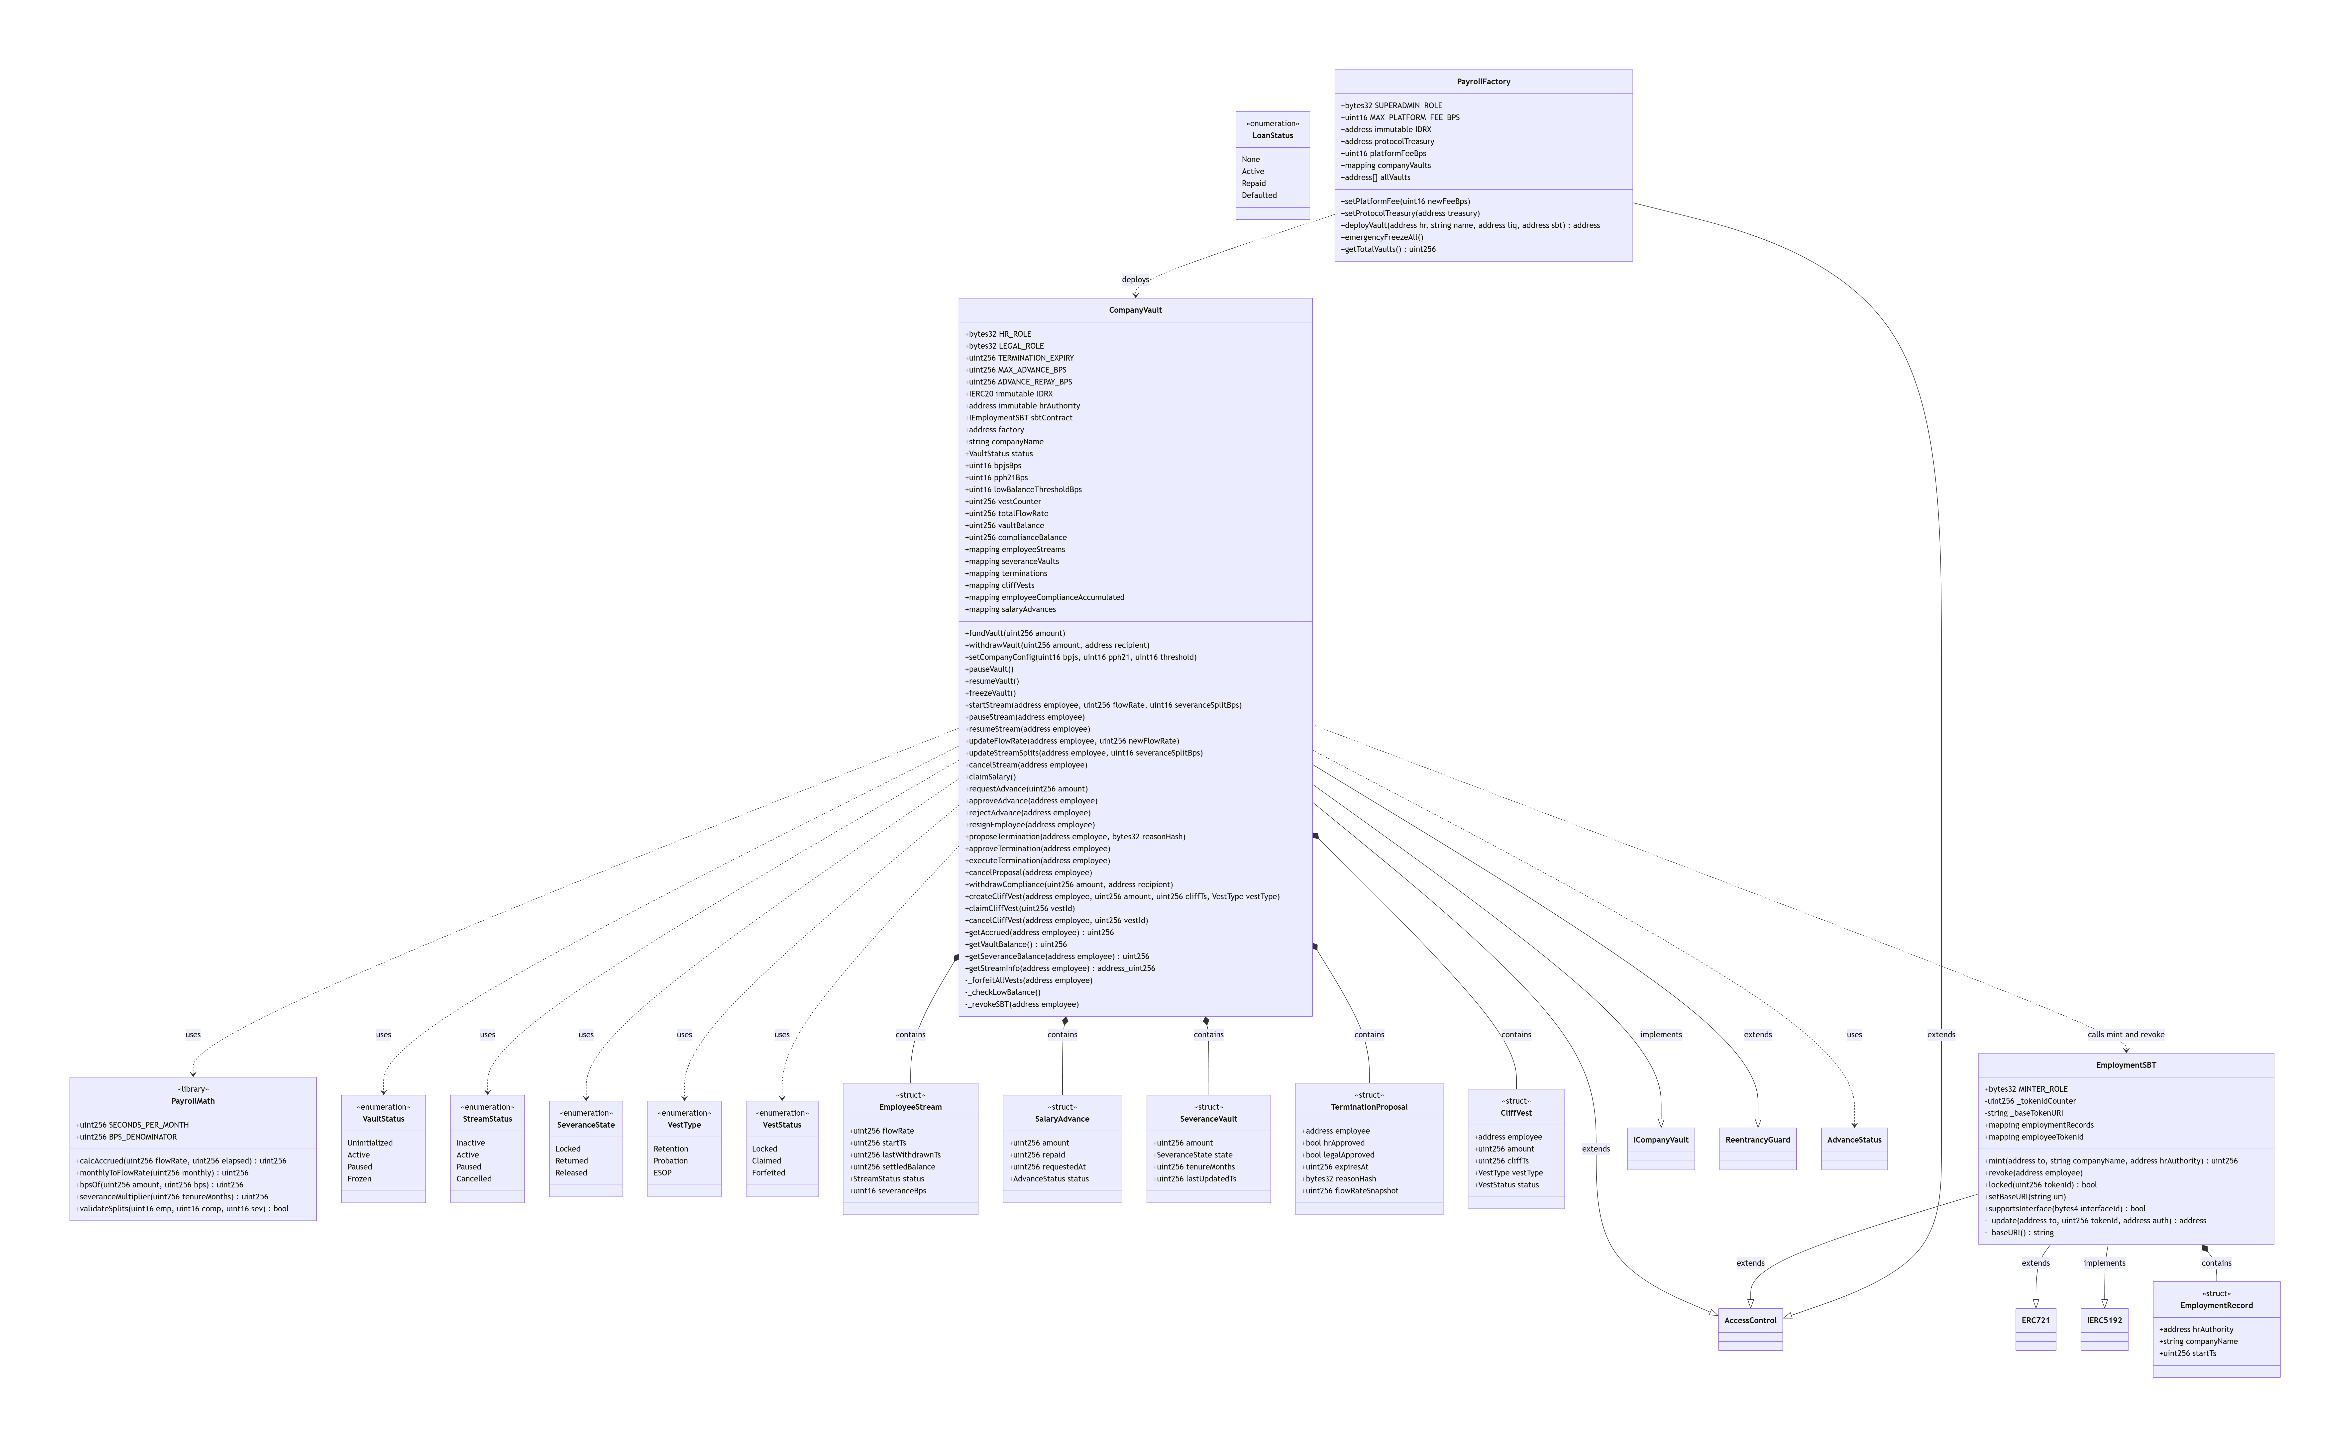 PayrollFactory
+bytes32 SUPERADMIN_ROLE
+uint16 MAX_PLATFORM_FEE_BPS
+address immutable IDRX
+address protocolTreasury
+uint16 platformFeeBps
+mapping companyVaults
+address[] allVaults
+setPlatformFee(uint16 newFeeBps)
+setProtocolTreasury(address treasury)
+deployVault(address hr, string name, address liq, address sbt) : address
+emergencyFreezeAll()
+getTotalVaults() : uint256
«enumeration»
LoanStatus
None
Active
Repaid
Defaulted
deploys
CompanyVault
+bytes32 HR_ROLE
+bytes32 LEGAL_ROLE
+uint256 TERMINATION_EXPIRY
+uint256 MAX_ADVANCE_BPS
+uint256 ADVANCE_REPAY_BPS
+IERC20 immutable IDRX
+address immutable hrAuthority
+IEmploymentSBT sbtContract
+address factory
+string companyName
+VaultStatus status
+uint16 bpjsBps
+uint16 pph21Bps
+uint16 lowBalanceThresholdBps
+uint256 vestCounter
+uint256 totalFlowRate
+uint256 vaultBalance
+uint256 complianceBalance
+mapping employeeStreams
+mapping severanceVaults
+mapping terminations
+mapping cliffVests
+mapping employeeComplianceAccumulated
+mapping salaryAdvances
+fundVault(uint256 amount)
+withdrawVault(uint256 amount, address recipient)
+setCompanyConfig(uint16 bpjs, uint16 pph21, uint16 threshold)
+pauseVault()
+resumeVault()
+freezeVault()
+startStream(address employee, uint256 flowRate, uint16 severanceSplitBps)
+pauseStream(address employee)
+resumeStream(address employee)
+updateFlowRate(address employee, uint256 newFlowRate)
+updateStreamSplits(address employee, uint16 severanceSplitBps)
+cancelStream(address employee)
+claimSalary()
+requestAdvance(uint256 amount)
+approveAdvance(address employee)
+rejectAdvance(address employee)
+resignEmployee(address employee)
+proposeTermination(address employee, bytes32 reasonHash)
+approveTermination(address employee)
+executeTermination(address employee)
+cancelProposal(address employee)
+withdrawCompliance(uint256 amount, address recipient)
+createCliffVest(address employee, uint256 amount, uint256 cliffTs, VestType vestType)
+claimCliffVest(uint256 vestId)
+cancelCliffVest(address employee, uint256 vestId)
+getAccrued(address employee) : uint256
+getVaultBalance() : uint256
+getSeveranceBalance(address employee) : uint256
+getStreamInfo(address employee) : address_uint256
-_forfeitAllVests(address employee)
-_checkLowBalance()
-_revokeSBT(address employee)
uses
uses
uses
uses
uses
uses
contains
contains
contains
contains
contains
extends
implements
extends
uses
extends
calls mint and revoke
«library»
PayrollMath
+uint256 SECONDS_PER_MONTH
+uint256 BPS_DENOMINATOR
+calcAccrued(uint256 flowRate, uint256 elapsed) : uint256
+monthlyToFlowRate(uint256 monthly) : uint256
+bpsOf(uint256 amount, uint256 bps) : uint256
+severanceMultiplier(uint256 tenureMonths) : uint256
+validateSplits(uint16 emp, uint16 comp, uint16 sev) : bool
«enumeration»
VaultStatus
Uninitialized
Active
Paused
Frozen
«enumeration»
StreamStatus
Inactive
Active
Paused
Cancelled
«enumeration»
SeveranceState
Locked
Returned
Released
«enumeration»
VestType
Retention
Probation
ESOP
«enumeration»
VestStatus
Locked
Claimed
Forfeited
«struct»
EmployeeStream
+uint256 flowRate
+uint256 startTs
+uint256 lastWithdrawnTs
+uint256 settledBalance
+StreamStatus status
+uint16 severanceBps
«struct»
SalaryAdvance
+uint256 amount
+uint256 repaid
+uint256 requestedAt
+AdvanceStatus status
«struct»
SeveranceVault
+uint256 amount
+SeveranceState state
+uint256 tenureMonths
+uint256 lastUpdatedTs
«struct»
TerminationProposal
+address employee
+bool hrApproved
+bool legalApproved
+uint256 expiresAt
+bytes32 reasonHash
+uint256 flowRateSnapshot
«struct»
CliffVest
+address employee
+uint256 amount
+uint256 cliffTs
+VestType vestType
+VestStatus status
ICompanyVault
ReentrancyGuard
AdvanceStatus
EmploymentSBT
+bytes32 MINTER_ROLE
-uint256 _tokenIdCounter
-string _baseTokenURI
+mapping employmentRecords
+mapping employeeTokenId
+mint(address to, string companyName, address hrAuthority) : uint256
+revoke(address employee)
+locked(uint256 tokenId) : bool
+setBaseURI(string uri)
+supportsInterface(bytes4 interfaceId) : bool
-_update(address to, uint256 tokenId, address auth) : address
-_baseURI() : string
extends
extends
implements
contains
AccessControl
ERC721
IERC5192
«struct»
EmploymentRecord
+address hrAuthority
+string companyName
+uint256 startTs